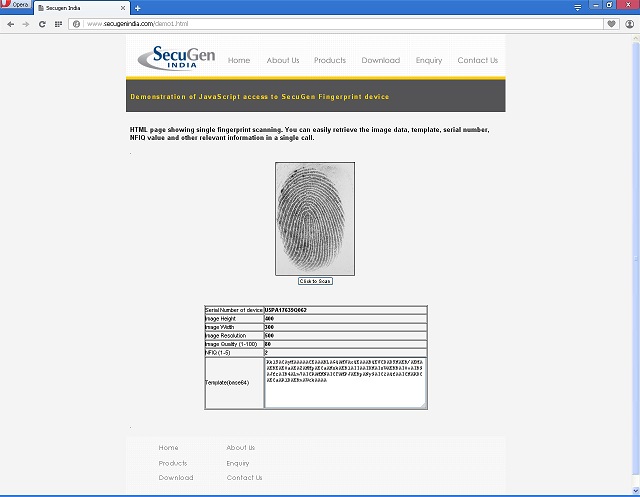 Opera
Secugen India
www.secugenindia.com/demo1.html
SecuGen
INDIA
Home
About Us
Products
Download
Enquiry
Contact Us
Demonstration of JavaScript access to SecuGen Fingerprint device
HTML page showing single fingerprint scanning. You can easily retrieve the image data, template, serial number,
NFIQ value and other relevant information in a single call.
Click to Scan
Serial Number of device
Image Height 400
Image Width 300
Image Resolution 500
Image Quality (1-100) 80
NFIQ (1-5) 2
Template(base64)
Home About Us
Products Enquiry
Download Contact Us